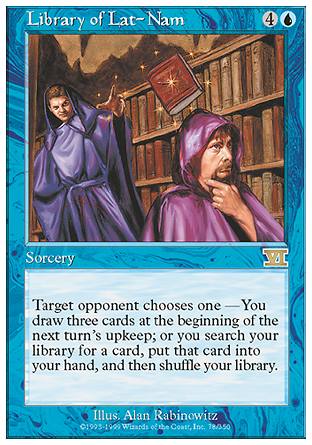 Library of Lat-Nam 4
Sorcery VI
Target opponent chooses one —You
draw three cards at the beginning of the
next turn's upkeep; or you search your
library for a card, put that card into
your hand, and then shuffle your library.
Illus. Alan Rabinowitz
©1993-1999 Wizards of the Coast, Inc. 78/350